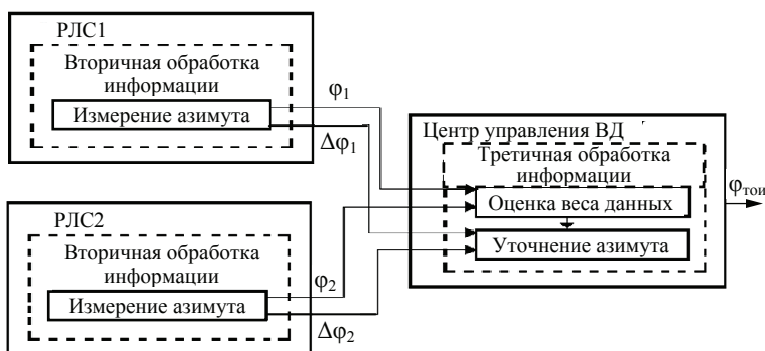 РЛС1
Вторичная обработка
информации
Измерение азимута
φ1
Δφ1
РЛС2
Вторичная обработка
информации
Измерение азимута
φ2
Δφ2
Центр управления ВД
Третичная обработка
информации
Оценка веса данных
Уточнение азимута
φтои